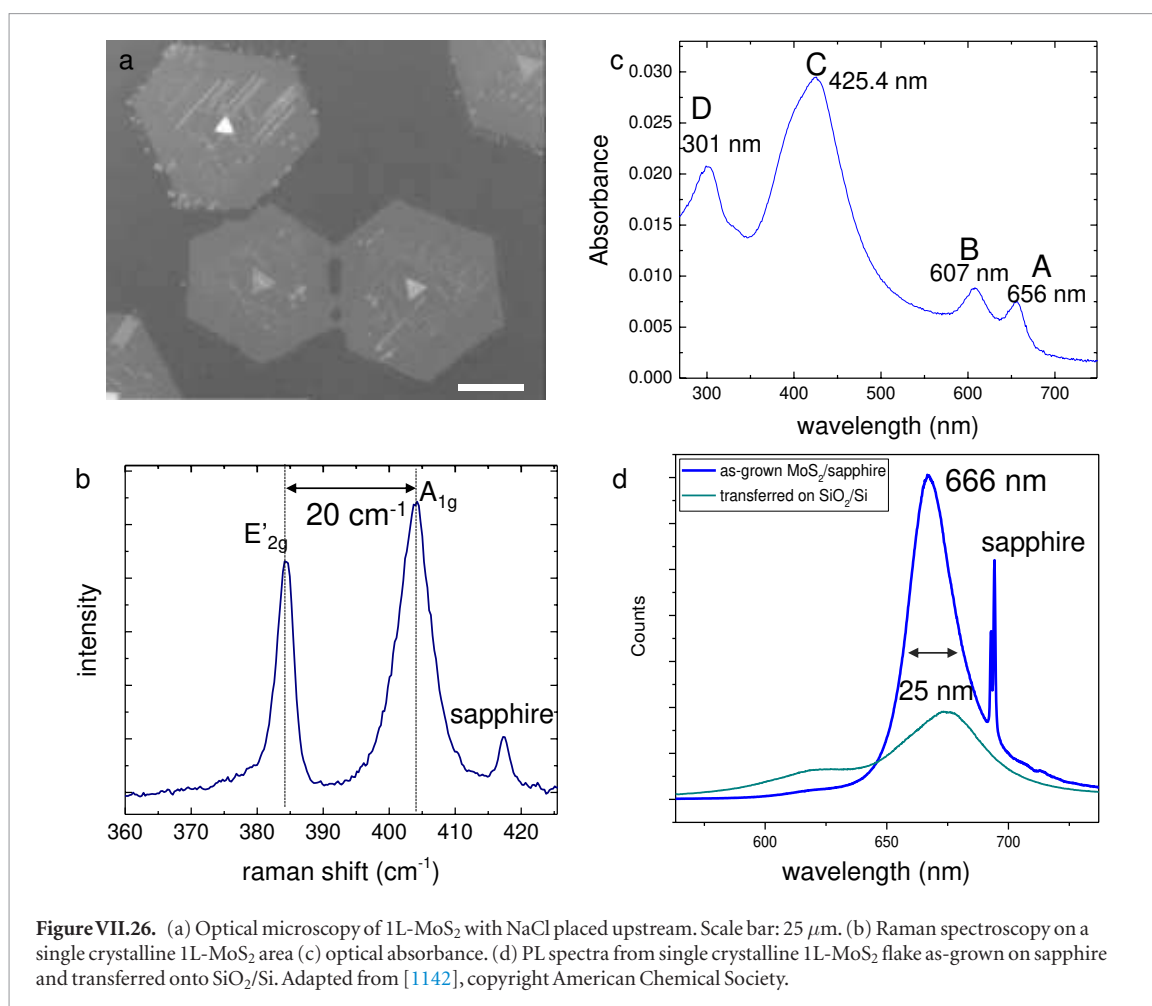 a
b
E'2g
20 cm-1
A1g
sapphire
intensity
360 370 380 390 400 410 420
raman shift (cm-1)
c
C
425.4 nm
D
301 nm
B
607 nm
A
656 nm
Absorbance
0.030
0.025
0.020
0.015
0.010
0.005
0.000
300 400 500 600 700
wavelength (nm)
as-grown MoS2/sapphire
transferred on SiO2/Si
d
666 nm
sapphire
25 nm
Counts
600 650 700
wavelength (nm)
Figure VII.26. (a) Optical microscopy of 1L-MoS2 with NaCl placed upstream. Scale bar: 25 μm. (b) Raman spectroscopy on a
single crystalline 1L-MoS2 area (c) optical absorbance. (d) PL spectra from single crystalline 1L-MoS2 flake as-grown on sapphire
and transferred onto SiO2/Si. Adapted from [1142], copyright American Chemical Society.